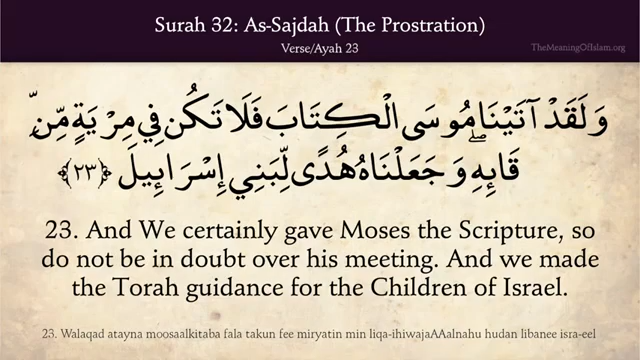 Surah 32: As-Sajdah (The Prostration)
Verse/Ayah 23
TheMeaningOfIslam.org
وَلَقَدْ آتَيْنَا مُوسَى الْكِتَابَ فَلَا تَكُن فِي مِرْيَةٍ مِّن
قَائِهِ ۖ وَجَعَلْنَاهُ هُدًى لِّبَنِي إِسْرَائِيلَ ﴿٢٣﴾
23. And We certainly gave Moses the Scripture, so
do not be in doubt over his meeting. And we made
the Torah guidance for the Children of Israel.
23. Walaqad atayna moosaalkitaba fala takun fee miryatin min liqa-ihiwajaAAalnahu hudan libanee isra-eel